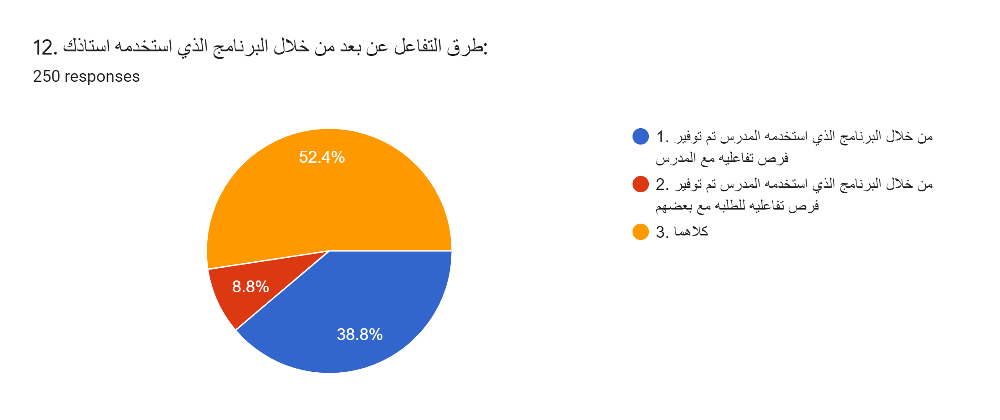 12. طرق التفاعل عن بعد من خلال البرنامج الذي استخدمه استاذك:
250 responses
52.4%
8.8%
38.8%
1. من خلال البرنامج الذي استخدمه المدرس تم توفير
فرص تفاعليه مع المدرس
2. من خلال البرنامج الذي استخدمه المدرس تم توفير
فرص تفاعليه للطلبه مع بعضهم
3. كلاهما